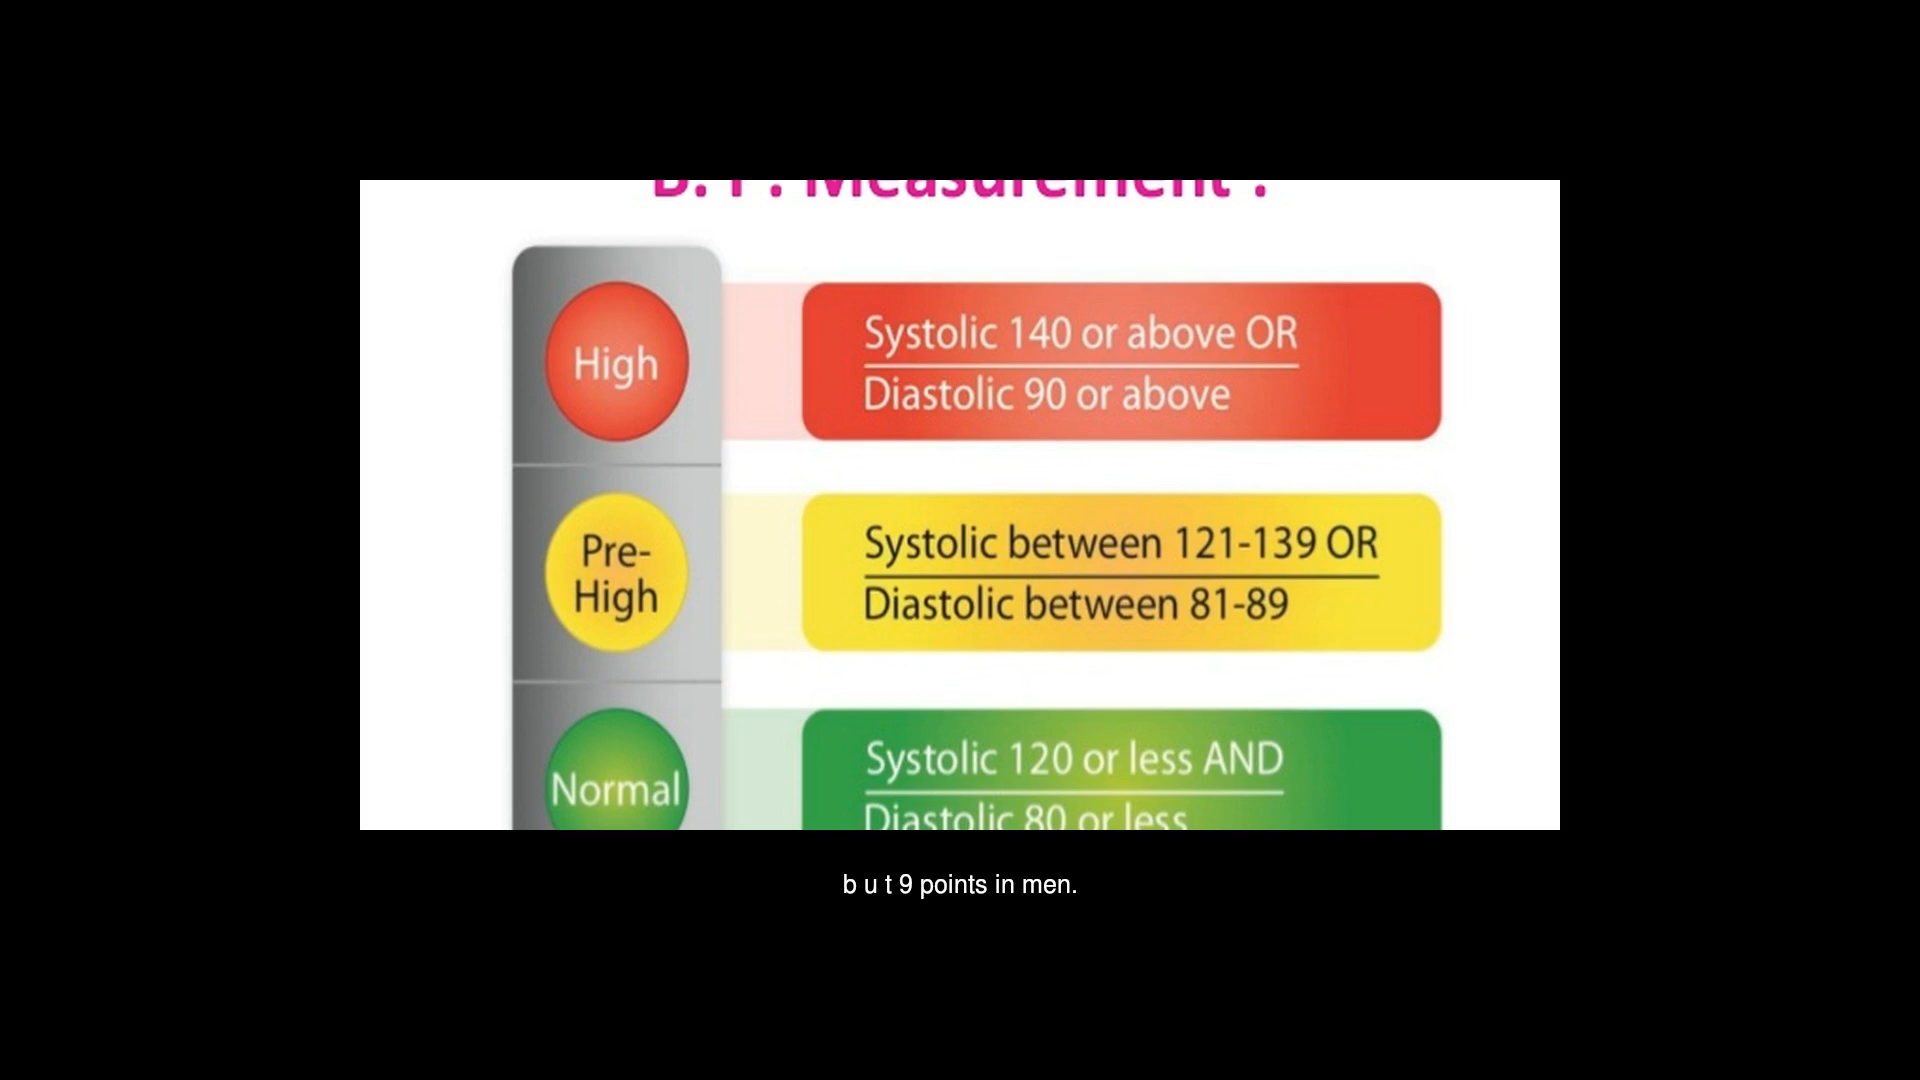 B. P. Measurement :
High
Systolic 140 or above OR
Diastolic 90 or above
Pre-
High
Systolic between 121-139 OR
Diastolic between 81-89
Normal
Systolic 120 or less AND
Diastolic 80 or less
b u t 9 points in men.